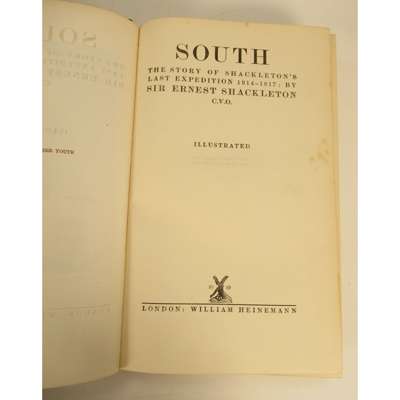 SOUTH
THE STORY OF SHACKLETON'S
LAST EXPEDITION 1914–1917: BY
SIR ERNEST SHACKLETON
C.V.O.
ILLUSTRATED
LONDON: WILLIAM HEINEMANN